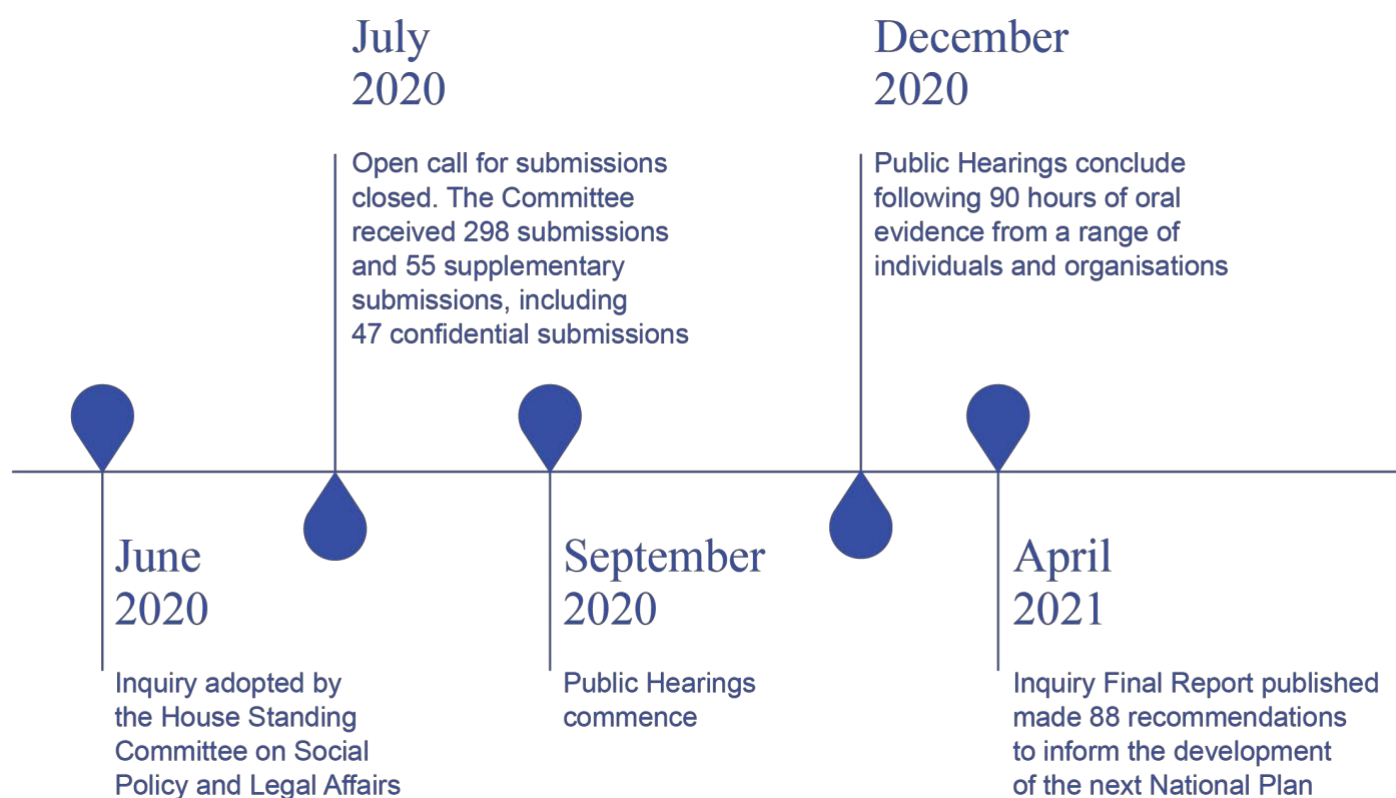 July
2020
Open call for submissions
closed. The Committee
received 298 submissions
and 55 supplementary
submissions, including
47 confidential submissions
December
2020
Public Hearings conclude
following 90 hours of oral
evidence from a range of
individuals and organisations
June
2020
Inquiry adopted by
the House Standing
Committee on Social
Policy and Legal Affairs
September
2020
Public Hearings
commence
April
2021
Inquiry Final Report published
made 88 recommendations
to inform the development
of the next National Plan